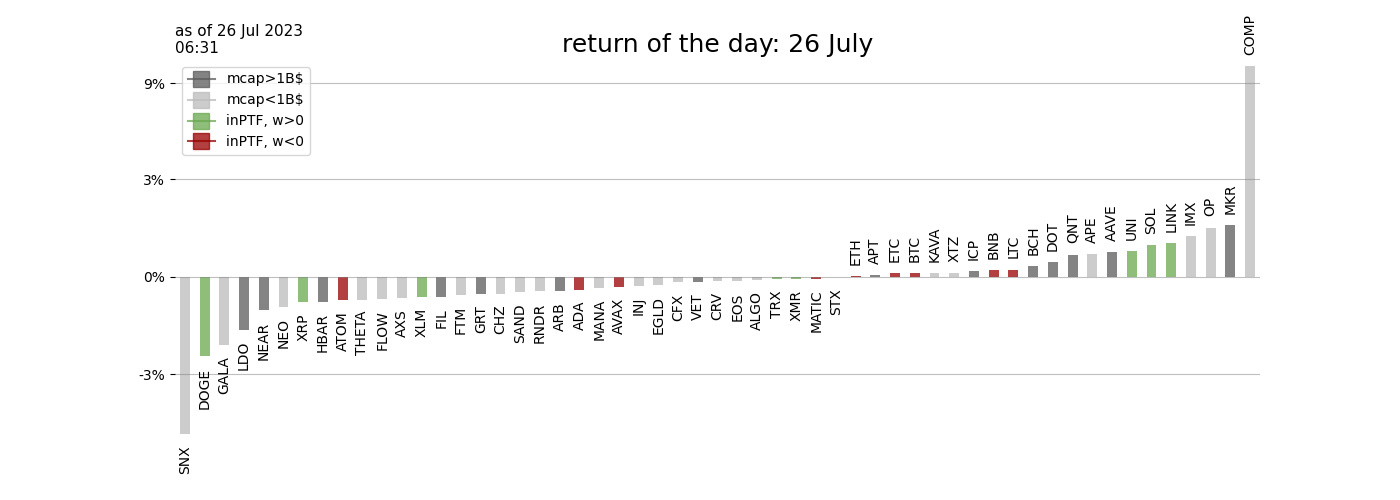 as of 26 Jul 2023
06:31
return of the day: 26 July
COMP
mcap>1B$
mcap<1B$
inPTF, w>0
inPTF, w<0
9%
3%
0%
-3%
SNX
DOGE
GALA
LDO
NEAR
NEO
XRP
HBAR
ATOM
THETA
FLOW
AXS
XLM
FIL
FTM
GRT
CHZ
SAND
RNDR
ARB
ADA
MANA
AVAX
INJ
EGLD
CFX
VET
CRV
EOS
ALGO
TRX
XMR
MATIC
STX
ETH
APT
ETC
BTC
KAVA
XTZ
ICP
BNB
LTC
BCH
DOT
QNT
APE
AAVE
UNI
SOL
LINK
IMX
OP
MKR